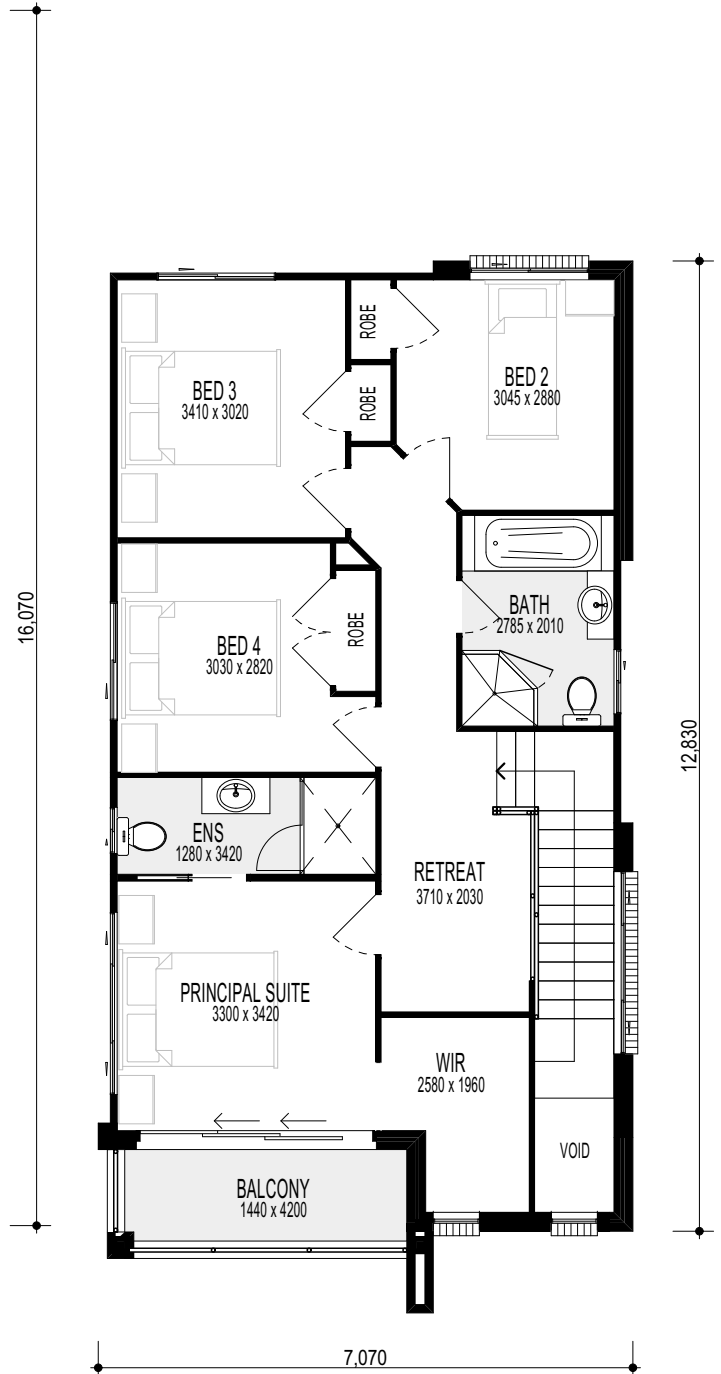 ROBE
BED 3
3410 x 3020
ROBE
BED 2
3045 x 2880
16,070
BED 4
3030 x 2820
ROBE
BATH
2785 x 2010
12,830
ENS
1280 x 3420
RETREAT
3710 x 2030
PRINCIPAL SUITE
3300 x 3420
WIR
2580 x 1960
VOID
BALCONY
1440 x 4200
7,070